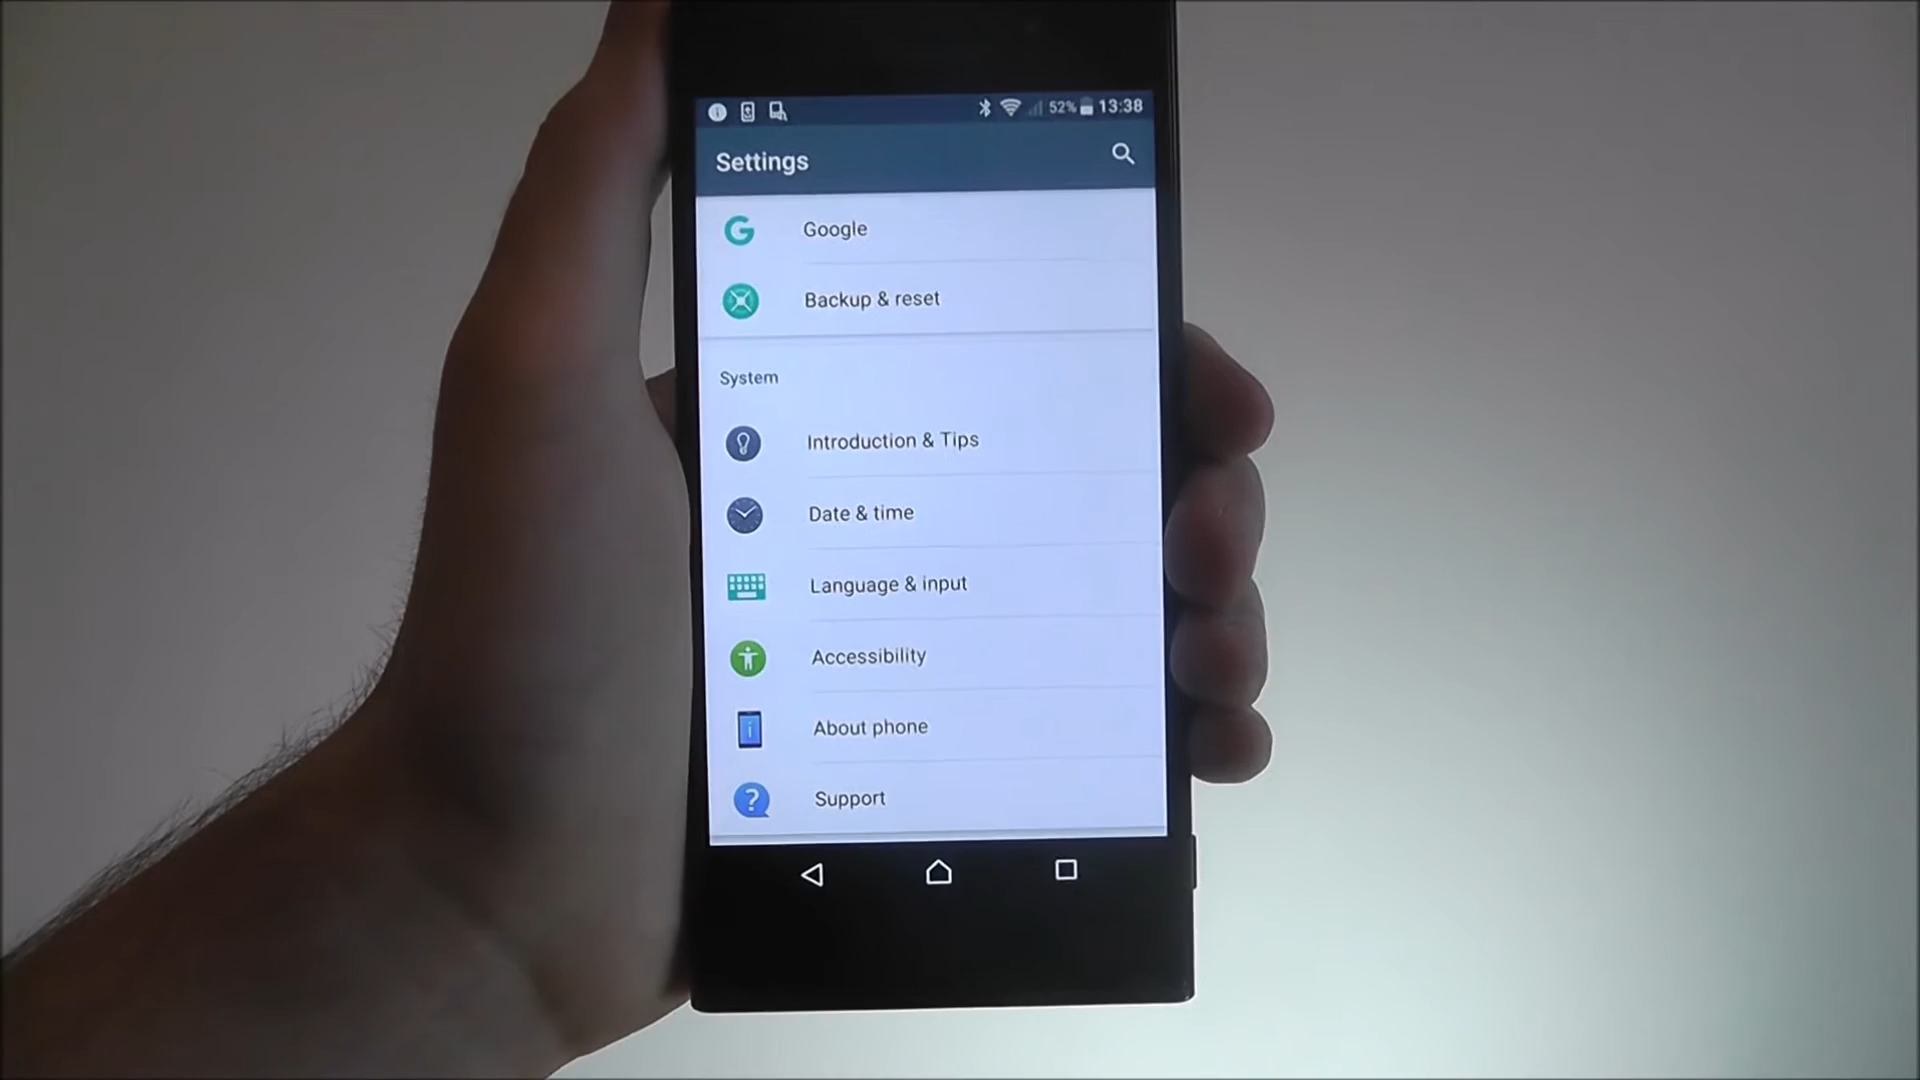 52% 13:38
Settings
Google
Backup & reset
System
Introduction & Tips
Date & time
Language & input
Accessibility
About phone
Support